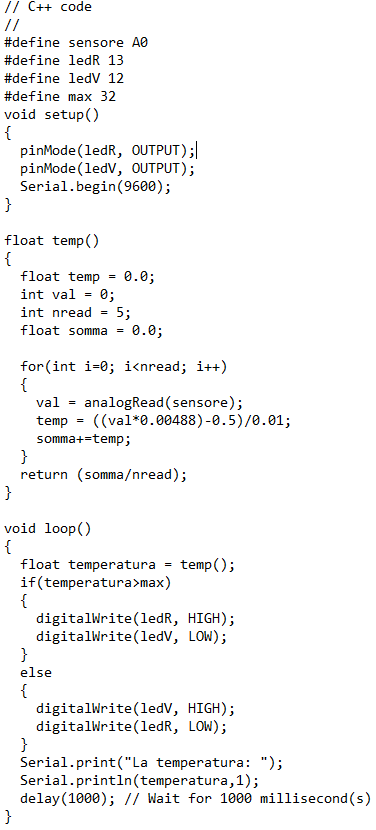 // C++ code
//
#define sensore A0
#define ledR 13
#define ledV 12
#define max 32
void setup()
{
  pinMode(ledR, OUTPUT);
  pinMode(ledV, OUTPUT);
  Serial.begin(9600);
}

float temp()
{
  float temp = 0.0;
  int val = 0;
  int nread = 5;
  float somma = 0.0;

  for(int i=0; i<nread; i++)
  {
    val = analogRead(sensore);
    temp = ((val*0.00488)-0.5)/0.01;
    somma+=temp;
  }
  return (somma/nread);
}

void loop()
{
  float temperatura = temp();
  if(temperatura>max)
  {
    digitalWrite(ledR, HIGH);
    digitalWrite(ledV, LOW);
  }
  else
  {
    digitalWrite(ledV, HIGH);
    digitalWrite(ledR, LOW);
  }
  Serial.print("La temperatura: ");
  Serial.println(temperatura,1);
  delay(1000); // Wait for 1000 millisecond(s)
}